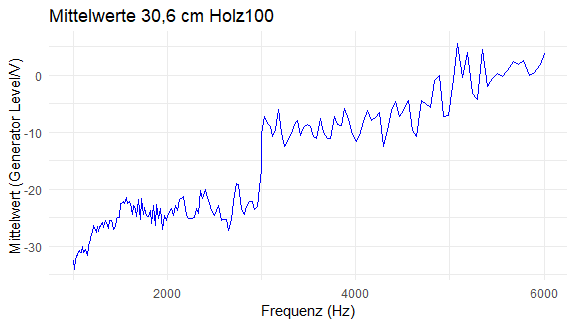 Mittelwerte 30,6 cm Holz100
Mittelwert (Generator Level/V)
0
-10
-20
-30
2000
4000
6000
Frequenz (Hz)